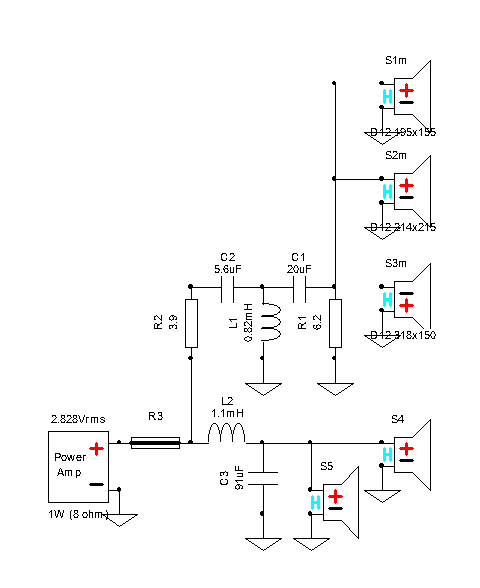 S1m
D12 195x155
S2m
D12 214x215
C2
5.6uF
C1
20uF
S3m
D12 318x150
R2
3.9
L1
0.82mH
R1
6.2
L2
1.1mH
2.828Vrms
R3
S4
Power
Amp
C3
91uF
S5
1W (8 ohm)
H
H
H
H
H